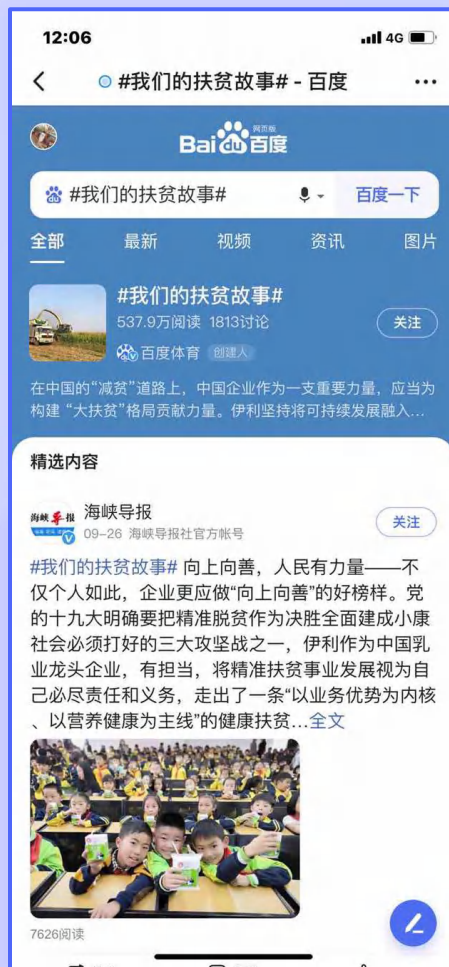 12:06
4G
#我们的扶贫故事# - 百度
网页版
Bai du 百度
du #我们的扶贫故事# 百度一下
全部 最新 视频 资讯 图片
#我们的扶贫故事#
537.9万阅读 1813讨论
关注
百度体育 创建人
在中国的“减贫”道路上，中国企业作为一支重要力量，应当为
构建“大扶贫”格局贡献力量。伊利坚持将可持续发展融入...
精选内容
海峡导报
海峡导报
09-26 海峡导报社官方帐号
关注
#我们的扶贫故事# 向上向善，人民有力量——不
仅个人如此，企业更应做“向上向善”的好榜样。党
的十九大明确要把精准脱贫作为决胜全面建成小康
社会必须打好的三大攻坚战之一，伊利作为中国乳
业龙头企业，有担当，将精准扶贫事业发展视为自
己必尽责任和义务，走出了一条“以业务优势为内核
、以营养健康为主线”的健康扶贫...全文
7626阅读